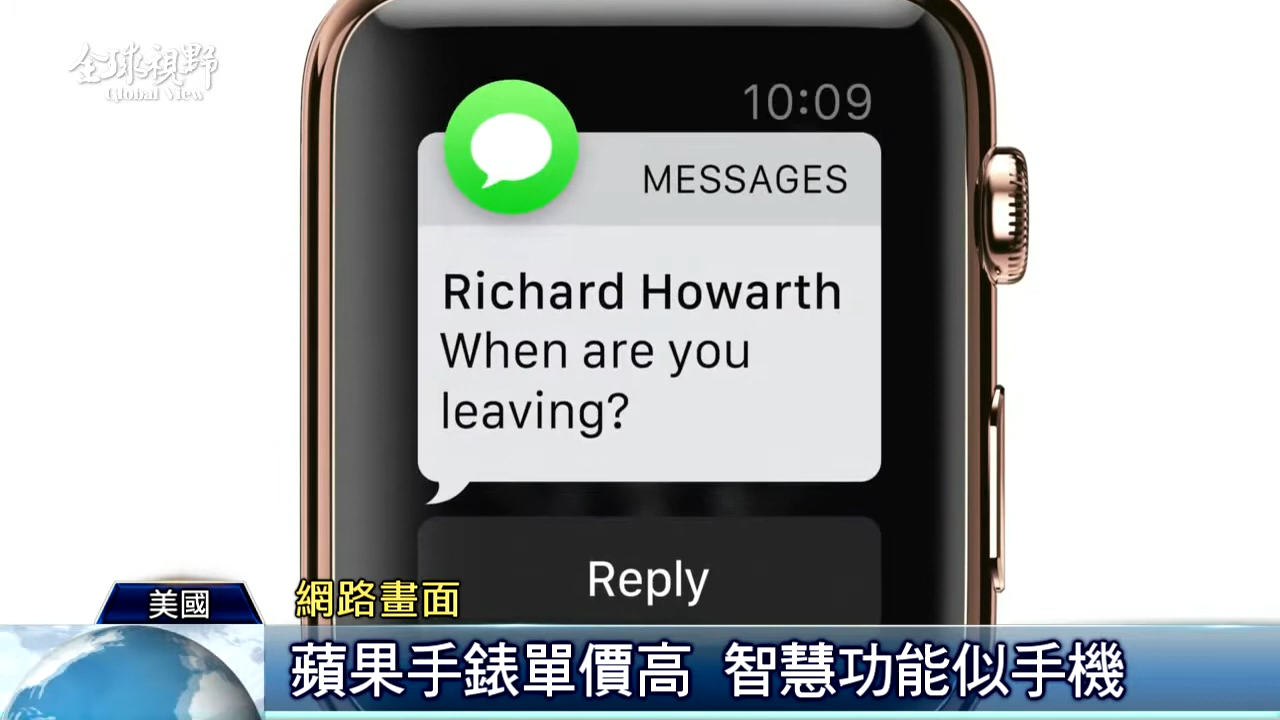 全球視野
Global View
10:09
MESSAGES
Richard Howarth
When are you
leaving?
Reply
美國
網路畫面
蘋果手錶單價高 智慧功能似手機